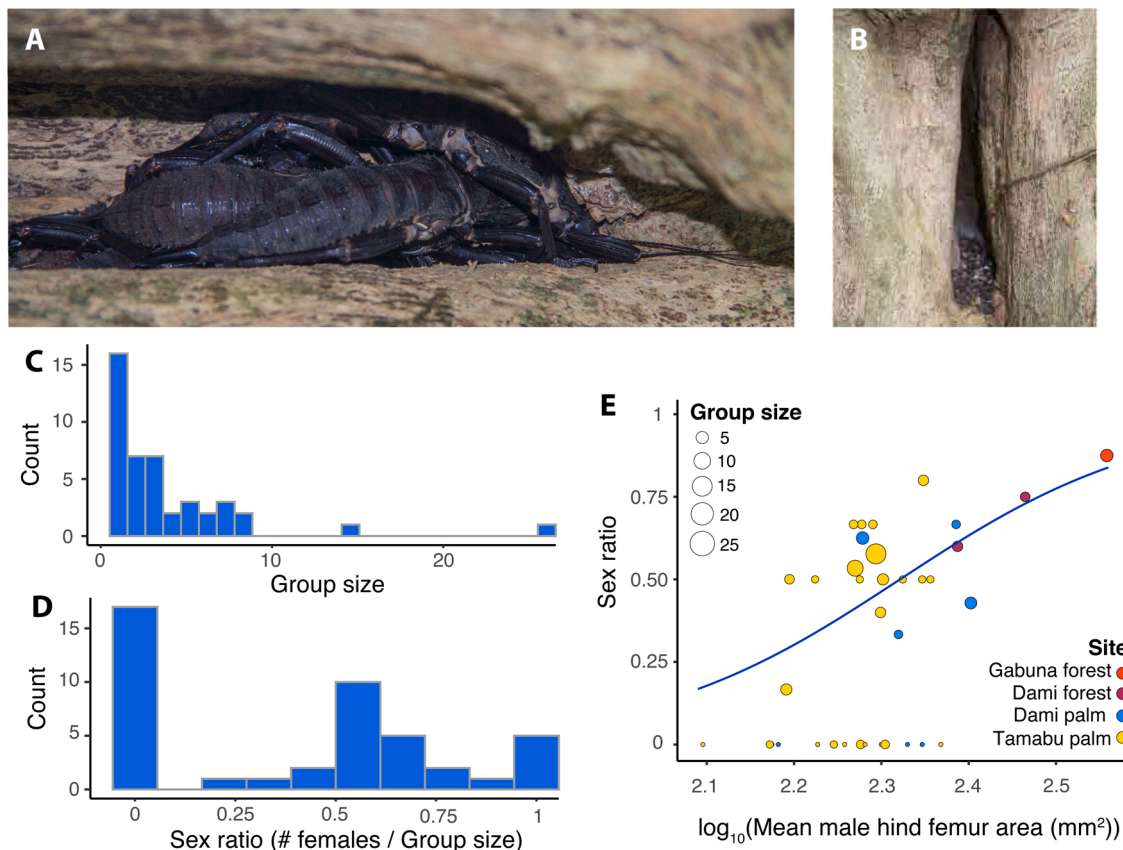 A
B
C
15
10
5
0
Count
0
10
20
Group size
D
15
10
5
0
Count
0
0.25
0.5
0.75
1
Sex ratio (# females / Group size)
E
Group size
5
10
15
20
25
1
0.75
0.50
0.25
0
Sex ratio
Site
Gabuna forest
Dami forest
Dami palm
Tamabu palm
2.1
2.2
2.3
2.4
2.5
log₁₀(Mean male hind femur area (mm²))